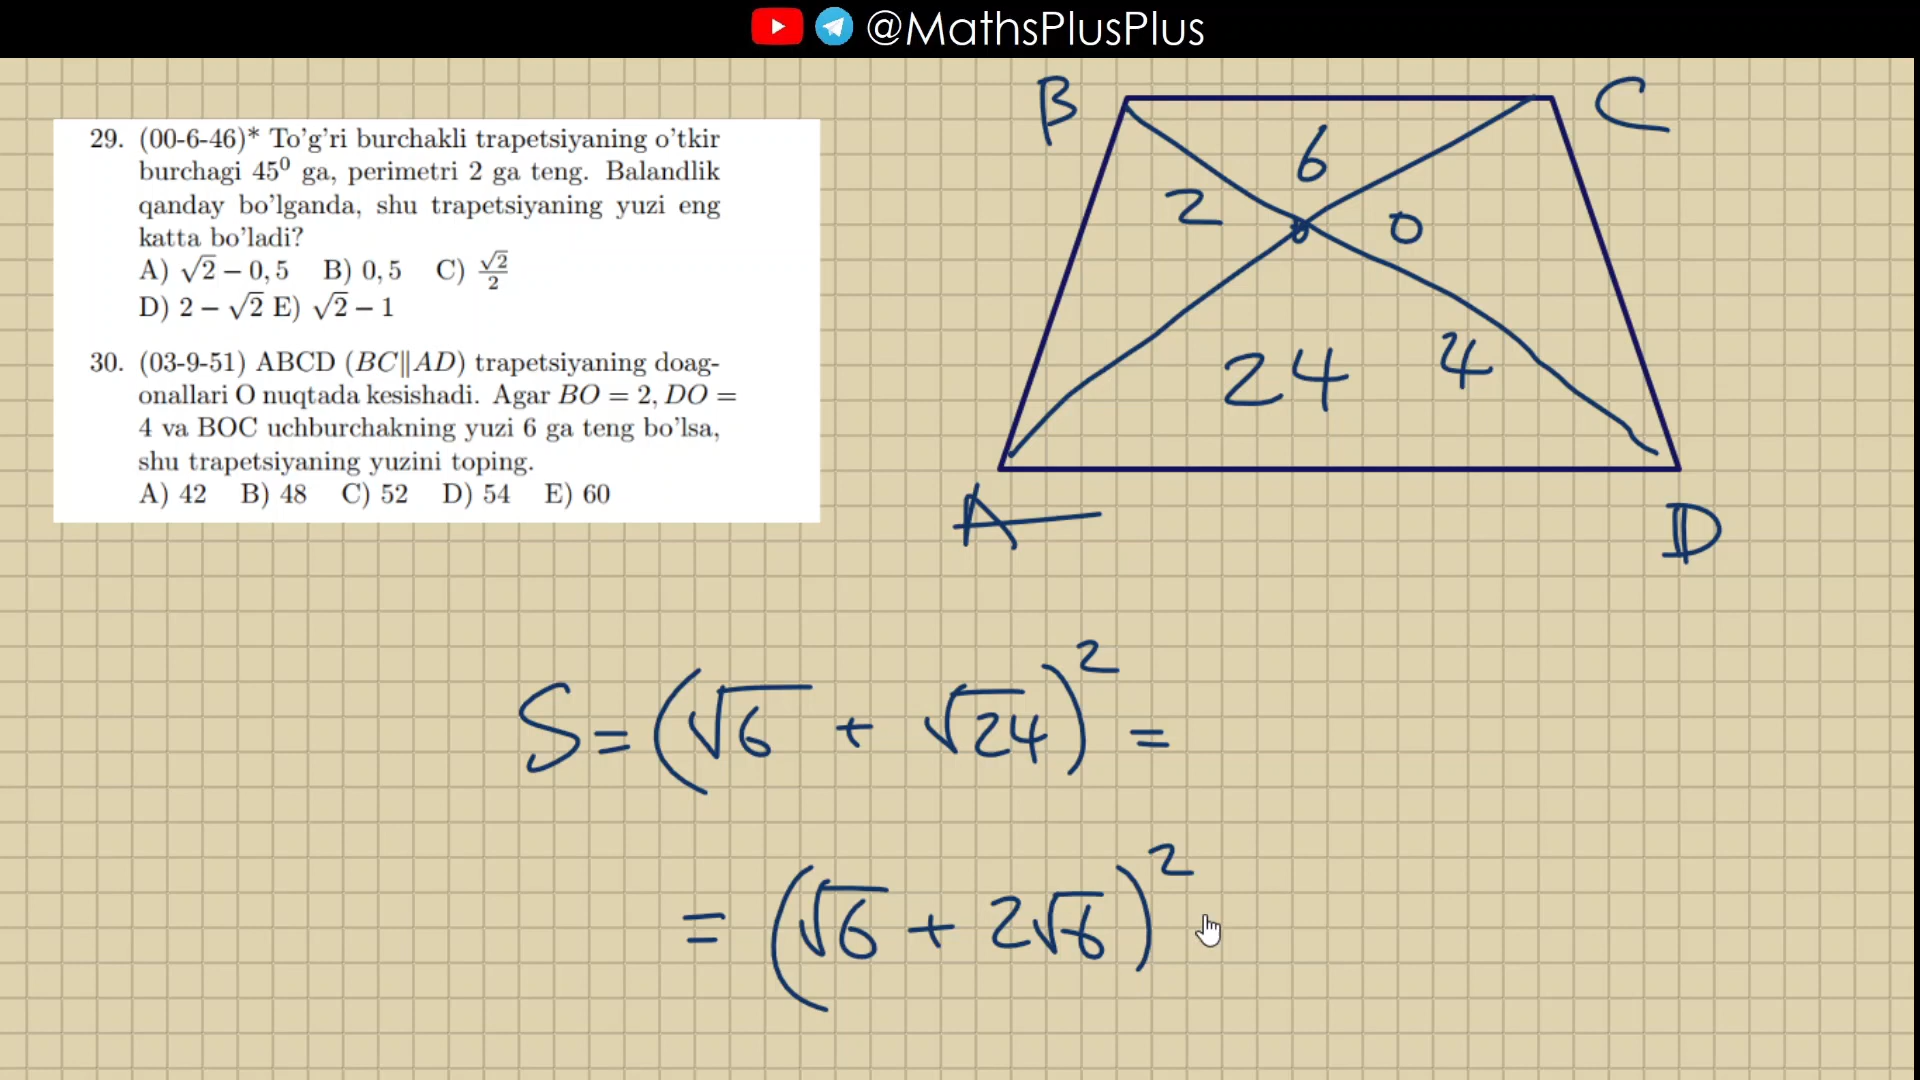 @MathsPlusPlus
29. (00-6-46)* To'g'ri burchakli trapetsiyaning o'tkir
burchagi 45⁰ ga, perimetri 2 ga teng. Balandlik
qanday bo'lganda, shu trapetsiyaning yuzi eng
katta bo'ladi?
A) √2 − 0, 5 B) 0, 5 C) √2/2
D) 2 − √2 E) √2 − 1
30. (03-9-51) ABCD (BC∥AD) trapetsiyaning doag-
onallari O nuqtada kesishadi. Agar BO = 2, DO =
4 va BOC uchburchakning yuzi 6 ga teng bo'lsa,
shu trapetsiyaning yuzini toping.
A) 42 B) 48 C) 52 D) 54 E) 60
B C
6
2 0
24 4
A D
S = (√6 + √24)² =
= (√6 + 2√6)²